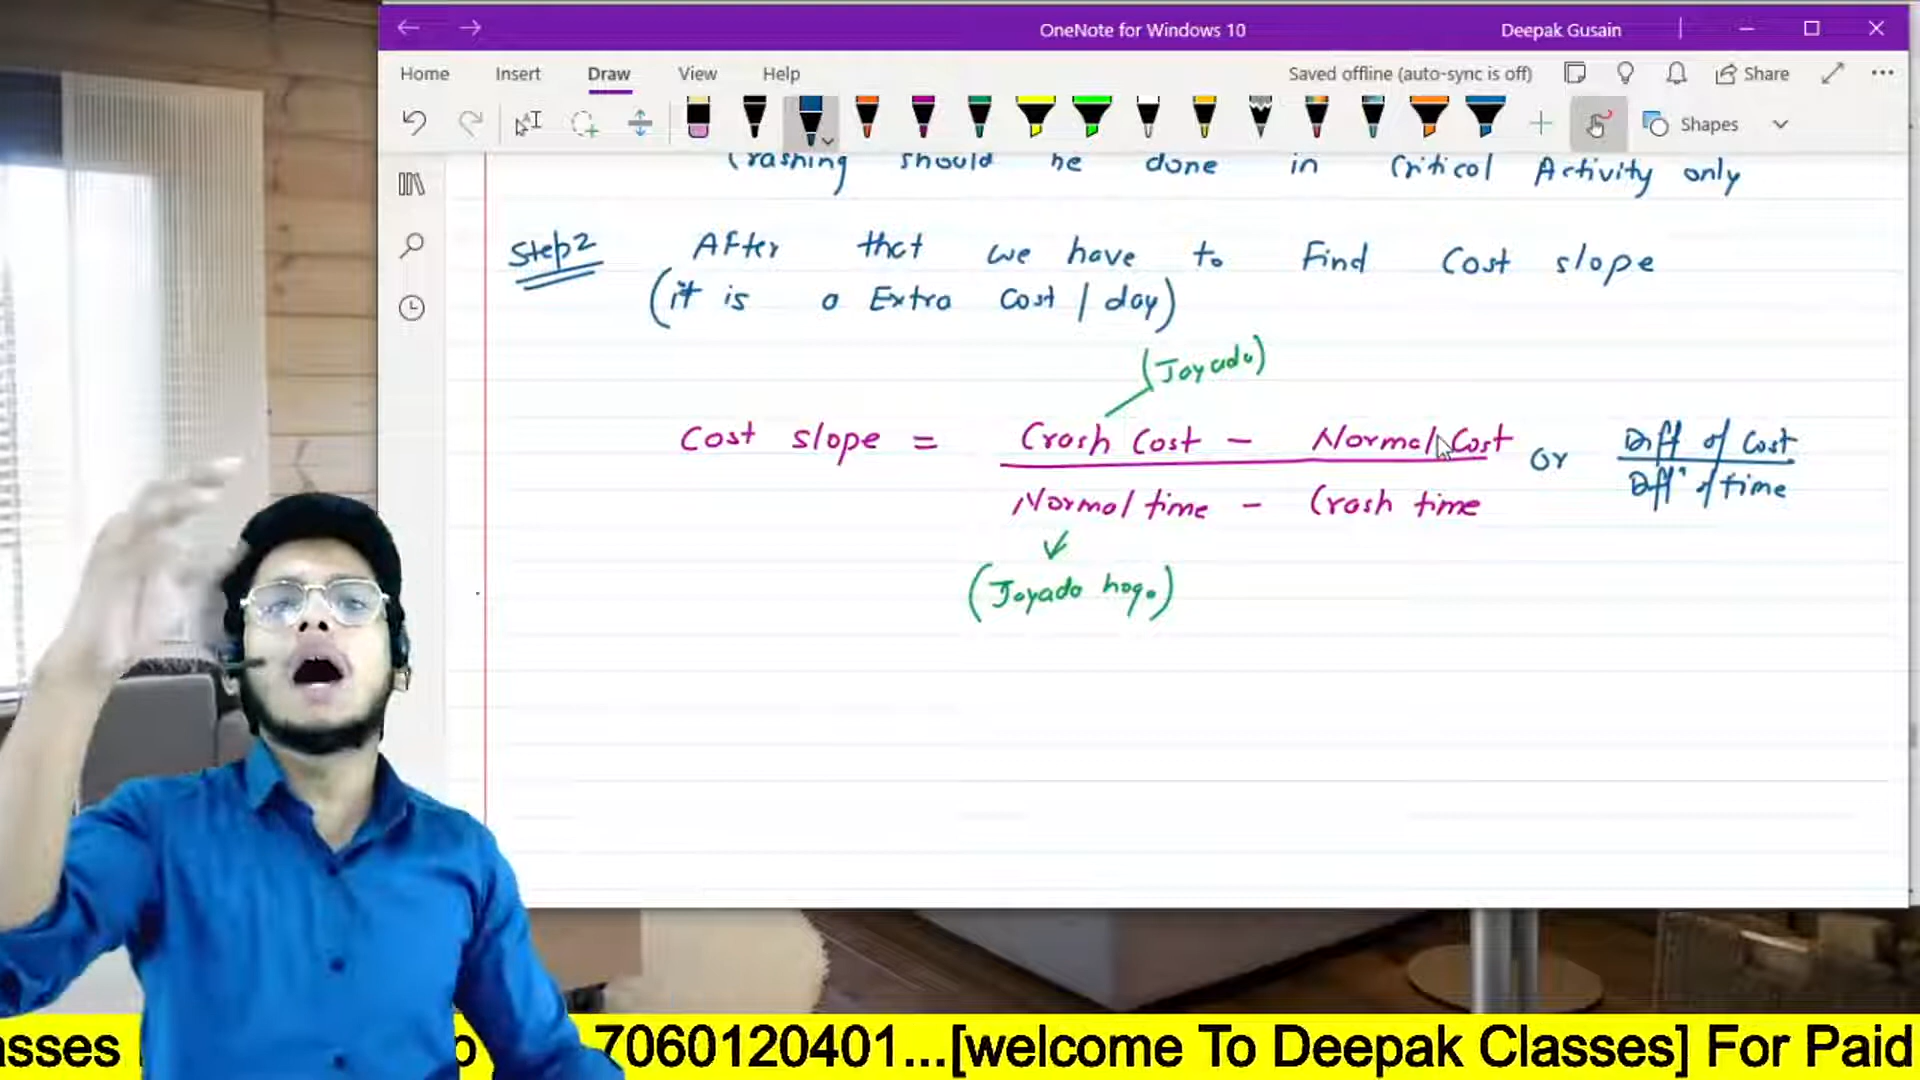 OneNote for Windows 10
Deepak Gusain
Home Insert Draw View Help
Saved offline (auto-sync is off) Share
Shapes
Crashing should be done in Critical Activity only
Step 2 After that we have to Find Cost slope
(it is a Extra Cost / day)
(Jayada)
Cost slope = Crash Cost - Normal Cost or Diff of Cost
Normal time - Crash time Diff of time
(Jayada hoga)
7060120401...[welcome To Deepak Classes] For Paid